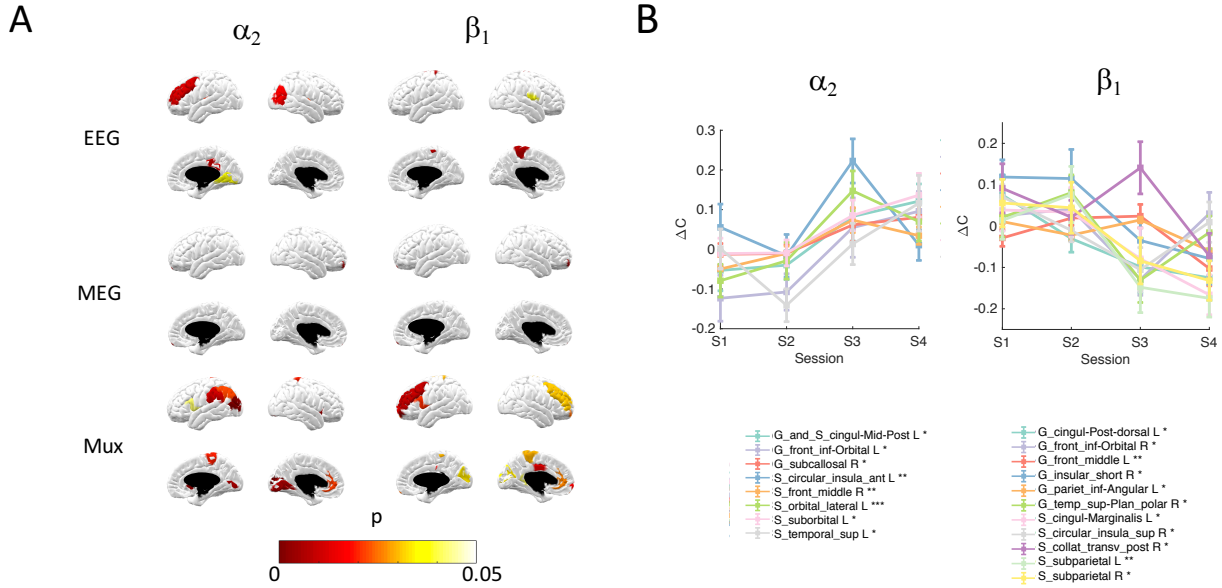 A
B
α2
β1
EEG
MEG
Mux
p
0
0.05
α2
0.3
0.2
0.1
0
-0.1
-0.2
ΔC
S1 S2 S3 S4
Session
β1
0.2
0.1
0
-0.1
-0.2
ΔC
S1 S2 S3 S4
Session
G_and_S_cingul-Mid-Post L *
G_front_inf-Orbital L *
G_subcallosal R *
S_circular_insula_ant L **
S_front_middle R **
S_orbital_lateral L ***
S_suborbital L *
S_temporal_sup L *
G_cingul-Post-dorsal L *
G_front_inf-Orbital R *
G_front_middle L **
G_insular_short R *
G_pariet_inf-Angular L *
G_temp_sup-Plan_polar R *
S_cingul-Marginalis L *
S_circular_insula_sup R *
S_collat_transv_post R *
S_subparietal L **
S_subparietal R *